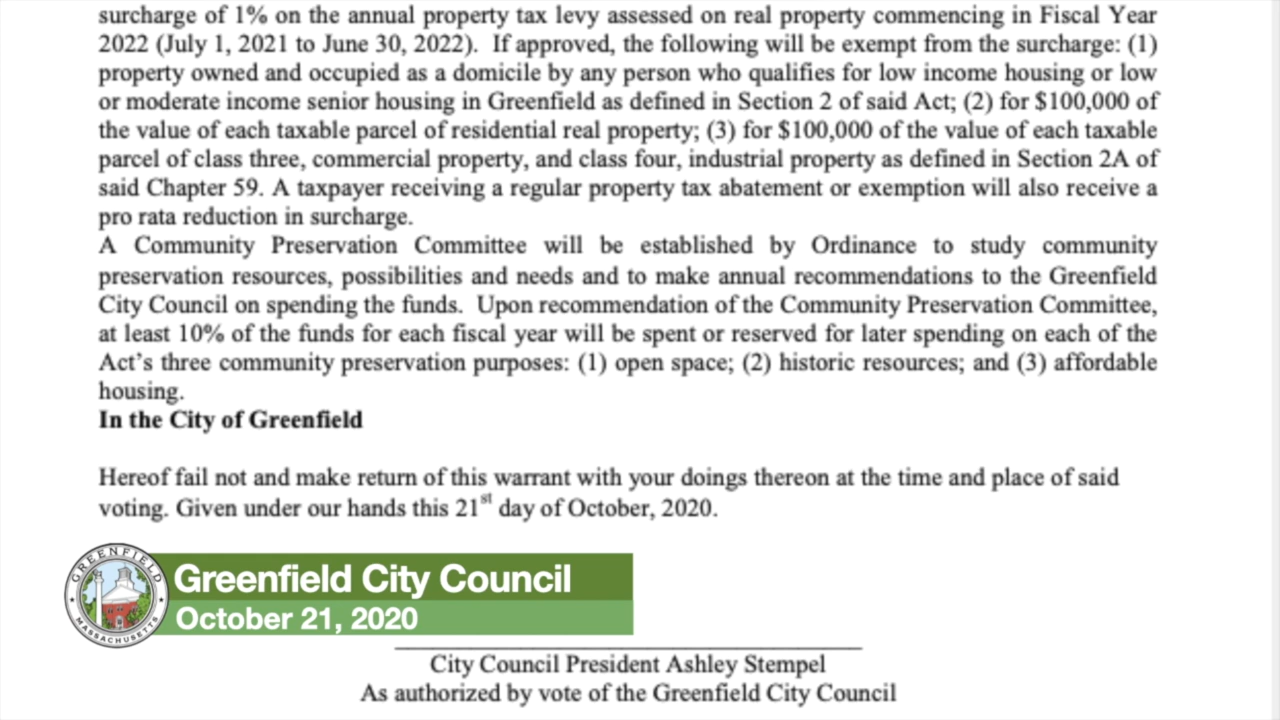 surcharge of 1% on the annual property tax levy assessed on real property commencing in Fiscal Year
2022 (July 1, 2021 to June 30, 2022). If approved, the following will be exempt from the surcharge: (1)
property owned and occupied as a domicile by any person who qualifies for low income housing or low
or moderate income senior housing in Greenfield as defined in Section 2 of said Act; (2) for $100,000 of
the value of each taxable parcel of residential real property; (3) for $100,000 of the value of each taxable
parcel of class three, commercial property, and class four, industrial property as defined in Section 2A of
said Chapter 59. A taxpayer receiving a regular property tax abatement or exemption will also receive a
pro rata reduction in surcharge.
A Community Preservation Committee will be established by Ordinance to study community
preservation resources, possibilities and needs and to make annual recommendations to the Greenfield
City Council on spending the funds. Upon recommendation of the Community Preservation Committee,
at least 10% of the funds for each fiscal year will be spent or reserved for later spending on each of the
Act's three community preservation purposes: (1) open space; (2) historic resources; and (3) affordable
housing.
In the City of Greenfield
Hereof fail not and make return of this warrant with your doings thereon at the time and place of said
voting. Given under our hands this 21st day of October, 2020.
GREENFIELD
MASSACHUSETTS
Greenfield City Council
October 21, 2020
City Council President Ashley Stempel
As authorized by vote of the Greenfield City Council